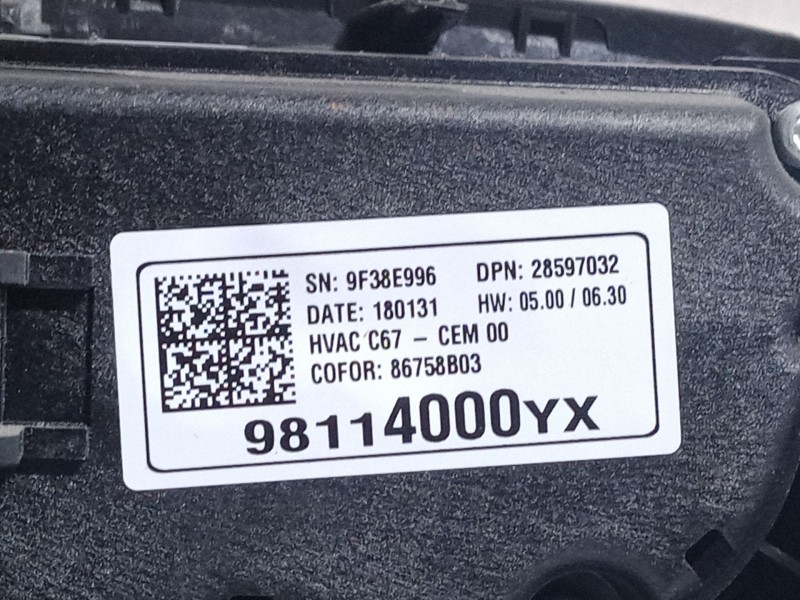 SN: 9F38E996 DPN: 28597032
DATE: 180131 HW: 05.00 / 06.30
HVAC C67 - CEM 00
COFOR: 86758B03
98114000YX